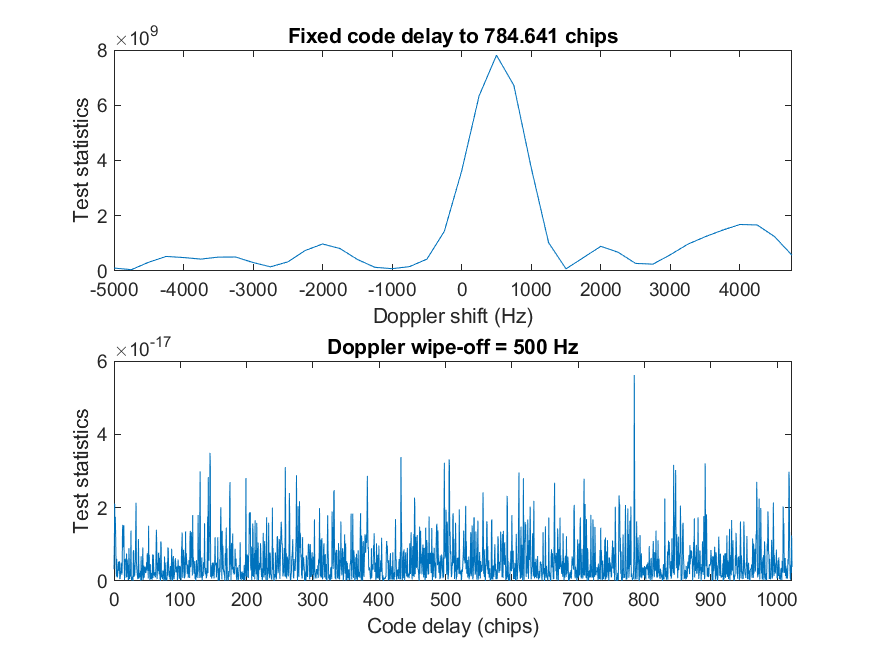 Fixed code delay to 784.641 chips
×10^9
8
6
4
2
0
Test statistics
-5000 -4000 -3000 -2000 -1000 0 1000 2000 3000 4000
Doppler shift (Hz)
Doppler wipe-off = 500 Hz
×10^-17
6
4
2
0
Test statistics
0 100 200 300 400 500 600 700 800 900 1000
Code delay (chips)